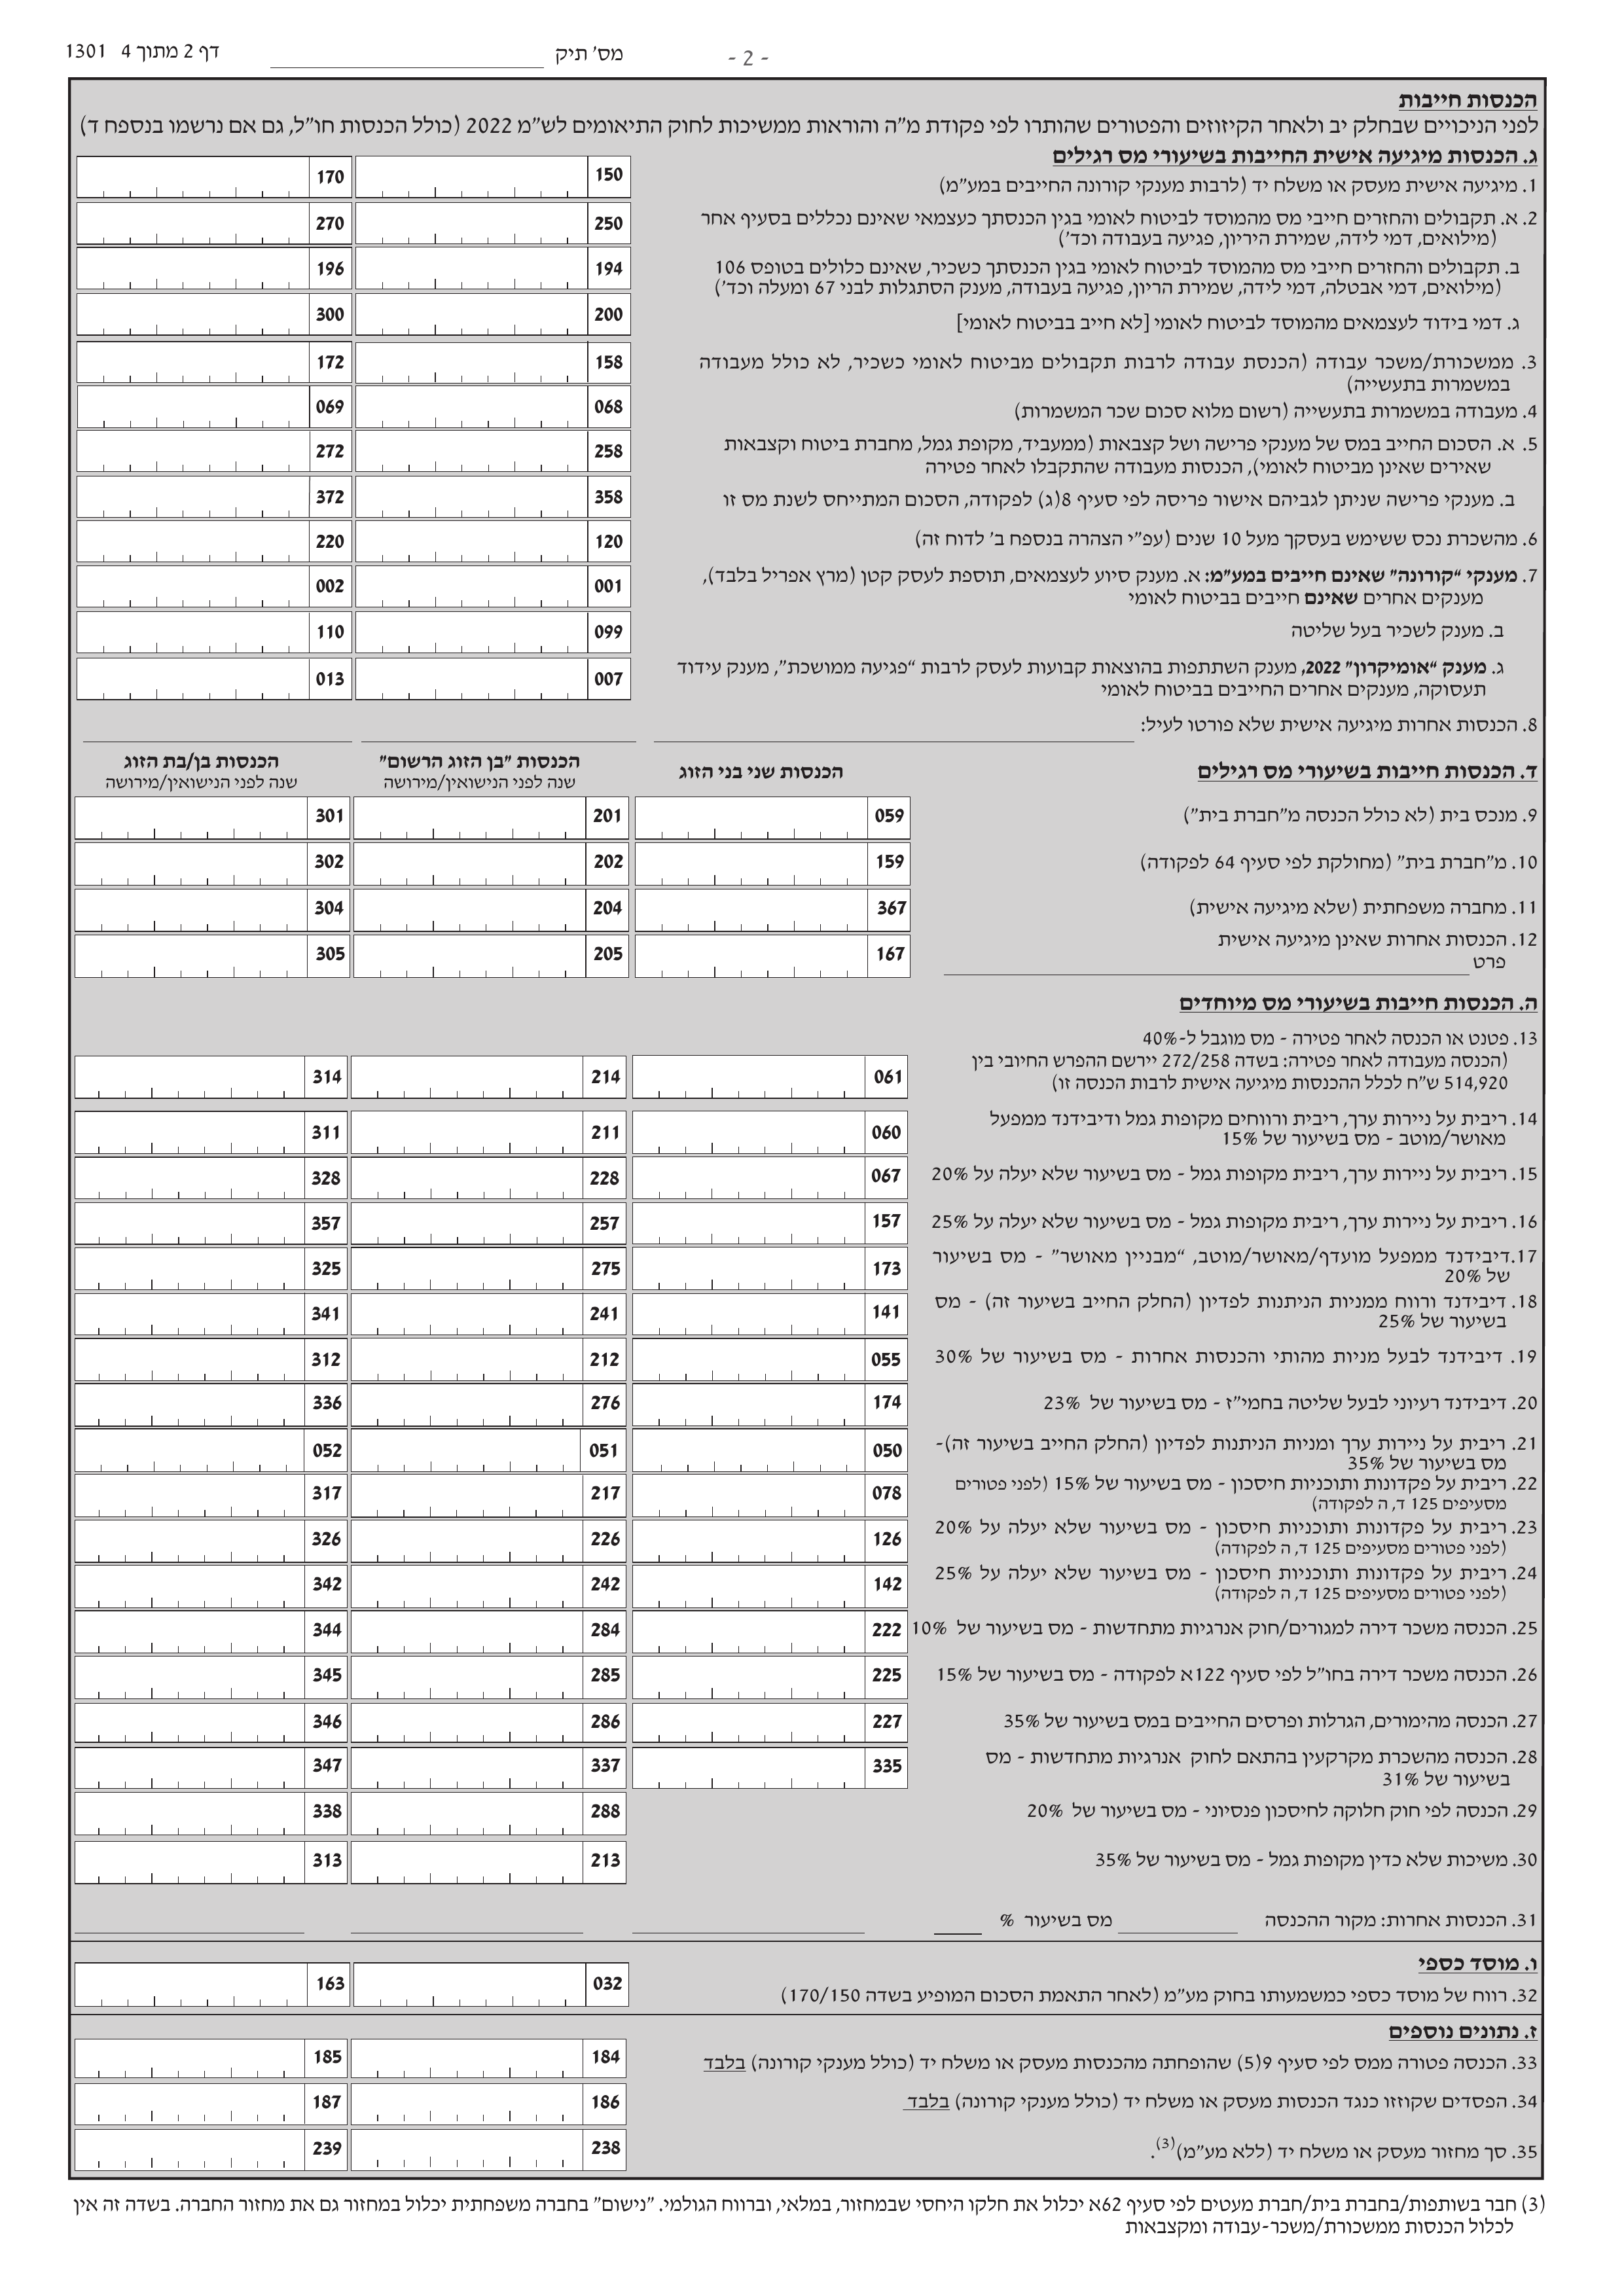 דף 2 מתוך 4 1301
מס' תיק
- 2 -
הכנסות חייבות
לפני הניכויים שבחלק יב ולאחר הקיזוזים והפטורים שהותרו לפי פקודת מ"ה והוראות ממשיכות לחוק התיאומים לש"מ 2022 (כולל הכנסות חו"ל, גם אם נרשמו בנספח ד)
ג. הכנסות מיגיעה אישית החייבות בשיעורי מס רגילים
1. מיגיעה אישית מעסק או משלח יד (לרבות מענקי קורונה החייבים במע"מ)
150 170
2. א. תקבולים והחזרים חייבי מס מהמוסד לביטוח לאומי בגין הכנסתך כעצמאי שאינם נכללים בסעיף אחר
(מילואים, דמי לידה, שמירת היריון, פגיעה בעבודה וכד')
250 270
ב. תקבולים והחזרים חייבי מס מהמוסד לביטוח לאומי בגין הכנסתך כשכיר, שאינם כלולים בטופס 106
(מילואים, דמי אבטלה, דמי לידה, שמירת הריון, פגיעה בעבודה, מענק הסתגלות לבני 67 ומעלה וכד')
194 196
ג. דמי בידוד לעצמאים מהמוסד לביטוח לאומי [לא חייב בביטוח לאומי]
200 300
3. ממשכורת/משכר עבודה (הכנסת עבודה לרבות תקבולים מביטוח לאומי כשכיר, לא כולל מעבודה
במשמרות בתעשייה)
158 172
4. מעבודה במשמרות בתעשייה (רשום מלוא סכום שכר המשמרות)
068 069
5. א. הסכום החייב במס של מענקי פרישה ושל קצבאות (ממעביד, מקופת גמל, מחברת ביטוח וקצבאות
שאירים שאינן מביטוח לאומי), הכנסות מעבודה שהתקבלו לאחר פטירה
258 272
ב. מענקי פרישה שניתן לגביהם אישור פריסה לפי סעיף 8(ג) לפקודה, הסכום המתייחס לשנת מס זו
358 372
6. מהשכרת נכס ששימש בעסקך מעל 10 שנים (עפ"י הצהרה בנספח ב' לדוח זה)
120 220
7. מענקי "קורונה" שאינם חייבים במע"מ: א. מענק סיוע לעצמאים, תוספת לעסק קטן (מרץ אפריל בלבד),
מענקים אחרים שאינם חייבים בביטוח לאומי
001 002
ב. מענק לשכיר בעל שליטה
099 110
ג. מענק "אומיקרון" 2022, מענק השתתפות בהוצאות קבועות לעסק לרבות "פגיעה ממושכת", מענק עידוד
תעסוקה, מענקים אחרים החייבים בביטוח לאומי
007 013
8. הכנסות אחרות מיגיעה אישית שלא פורטו לעיל:
ד. הכנסות חייבות בשיעורי מס רגילים
הכנסות שני בני הזוג
הכנסות "בן הזוג הרשום"
שנה לפני הנישואין/מירושה
הכנסות בן/בת הזוג
שנה לפני הנישואין/מירושה
9. מנכס בית (לא כולל הכנסה מ"חברת בית")
059 201 301
10. מ"חברת בית" (מחולקת לפי סעיף 64 לפקודה)
159 202 302
11. מחברה משפחתית (שלא מיגיעה אישית)
367 204 304
12. הכנסות אחרות שאינן מיגיעה אישית
פרט
167 205 305
ה. הכנסות חייבות בשיעורי מס מיוחדים
13. פטנט או הכנסה לאחר פטירה - מס מוגבל ל-40%
(הכנסה מעבודה לאחר פטירה: בשדה 272/258 יירשם ההפרש החיובי בין
514,920 ש"ח לכלל ההכנסות מיגיעה אישית לרבות הכנסה זו)
061 214 314
14. ריבית על ניירות ערך, ריבית ורווחים מקופות גמל ודיבידנד ממפעל
מאושר/מוטב - מס בשיעור של 15%
060 211 311
15. ריבית על ניירות ערך, ריבית מקופות גמל - מס בשיעור שלא יעלה על 20%
067 228 328
16. ריבית על ניירות ערך, ריבית מקופות גמל - מס בשיעור שלא יעלה על 25%
157 257 357
17.דיבידנד ממפעל מועדף/מאושר/מוטב, "מבניין מאושר" - מס בשיעור
של 20%
173 275 325
18. דיבידנד ורווח ממניות הניתנות לפדיון (החלק החייב בשיעור זה) - מס
בשיעור של 25%
141 241 341
19. דיבידנד לבעל מניות מהותי והכנסות אחרות - מס בשיעור של 30%
055 212 312
20. דיבידנד רעיוני לבעל שליטה בחמי"ז - מס בשיעור של 23%
174 276 336
21. ריבית על ניירות ערך ומניות הניתנות לפדיון (החלק החייב בשיעור זה)-
מס בשיעור של 35%
050 051 052
22. ריבית על פקדונות ותוכניות חיסכון - מס בשיעור של 15% (לפני פטורים
מסעיפים 125 ד, ה לפקודה)
078 217 317
23. ריבית על פקדונות ותוכניות חיסכון - מס בשיעור שלא יעלה על 20%
(לפני פטורים מסעיפים 125 ד, ה לפקודה)
126 226 326
24. ריבית על פקדונות ותוכניות חיסכון - מס בשיעור שלא יעלה על 25%
(לפני פטורים מסעיפים 125 ד, ה לפקודה)
142 242 342
25. הכנסה משכר דירה למגורים/חוק אנרגיות מתחדשות - מס בשיעור של 10%
222 284 344
26. הכנסה משכר דירה בחו"ל לפי סעיף 122א לפקודה - מס בשיעור של 15%
225 285 345
27. הכנסה מהימורים, הגרלות ופרסים החייבים במס בשיעור של 35%
227 286 346
28. הכנסה מהשכרת מקרקעין בהתאם לחוק אנרגיות מתחדשות - מס
בשיעור של 31%
335 337 347
29. הכנסה לפי חוק חלוקה לחיסכון פנסיוני - מס בשיעור של 20%
288 338
30. משיכות שלא כדין מקופות גמל - מס בשיעור של 35%
213 313
31. הכנסות אחרות: מקור ההכנסה מס בשיעור %
ו. מוסד כספי
32. רווח של מוסד כספי כמשמעותו בחוק מע"מ (לאחר התאמת הסכום המופיע בשדה 170/150)
032 163
ז. נתונים נוספים
33. הכנסה פטורה ממס לפי סעיף 9(5) שהופחתה מהכנסות מעסק או משלח יד (כולל מענקי קורונה) בלבד
184 185
34. הפסדים שקוזזו כנגד הכנסות מעסק או משלח יד (כולל מענקי קורונה) בלבד
186 187
35. סך מחזור מעסק או משלח יד (ללא מע"מ)(3).
238 239
(3) חבר בשותפות/בחברת בית/חברת מעטים לפי סעיף 62א יכלול את חלקו היחסי שבמחזור, במלאי, וברווח הגולמי. "נישום" בחברה משפחתית יכלול במחזור גם את מחזור החברה. בשדה זה אין
לכלול הכנסות ממשכורת/משכר-עבודה ומקצבאות